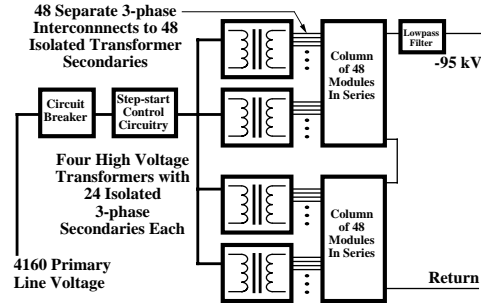 48 Separate 3-phase
Interconnnects to 48
Isolated Transformer
Secondaries
Column
of 48
Modules
In Series
Lowpass
Filter
-95 kV
Circuit
Breaker
Step-start
Control
Circuitry
Four High Voltage
Transformers with
24 Isolated
3-phase
Secondaries Each
Column
of 48
Modules
In Series
4160 Primary
Line Voltage
Return